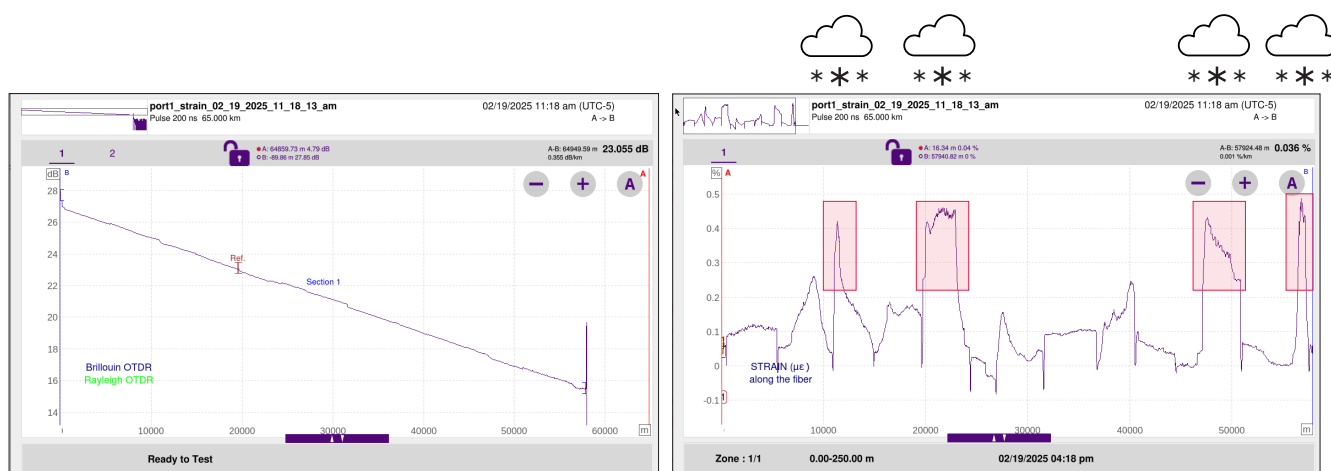 port1_strain_02_19_2025_11_18_13_am
02/19/2025 11:18 am (UTC-5)
Pulse 200 ns 65.000 km
A -> B
1 2
A: 64859.73 m 4.79 dB
B: -89.86 m 27.85 dB
A-B: 64949.59 m 23.055 dB
0.355 dB/km
dB
B
A
28
26
24
20
18
16
14
Ref.
Section 1
Brillouin OTDR
Rayleigh OTDR
10000 20000 30000 40000 50000 60000 m
Ready to Test
port1_strain_02_19_2025_11_18_13_am
02/19/2025 11:18 am (UTC-5)
Pulse 200 ns 65.000 km
A -> B
1
A: 16.34 m 0.04 %
B: 57940.82 m 0 %
A-B: 57924.48 m 0.036 %
0.001 %/km
%
A
A
B
0.5
0.4
0.3
0.2
0.1
0
-0.1
1
STRAIN (µε)
along the fiber
10000 20000 30000 40000 50000 m
Zone : 1/1 0.00-250.00 m 02/19/2025 04:18 pm